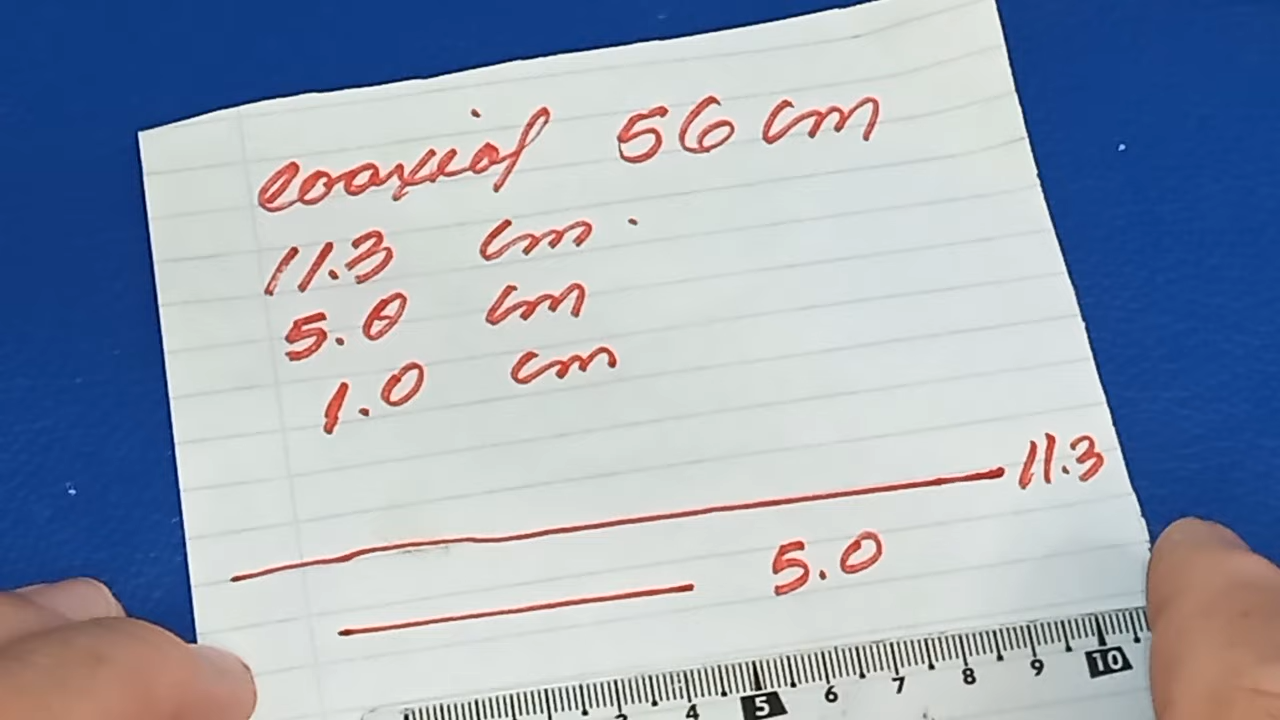 coaxial 56 cm
11.3 cm
5.0 cm
1.0 cm
11.3
5.0
4 5 6 7 8 9 10